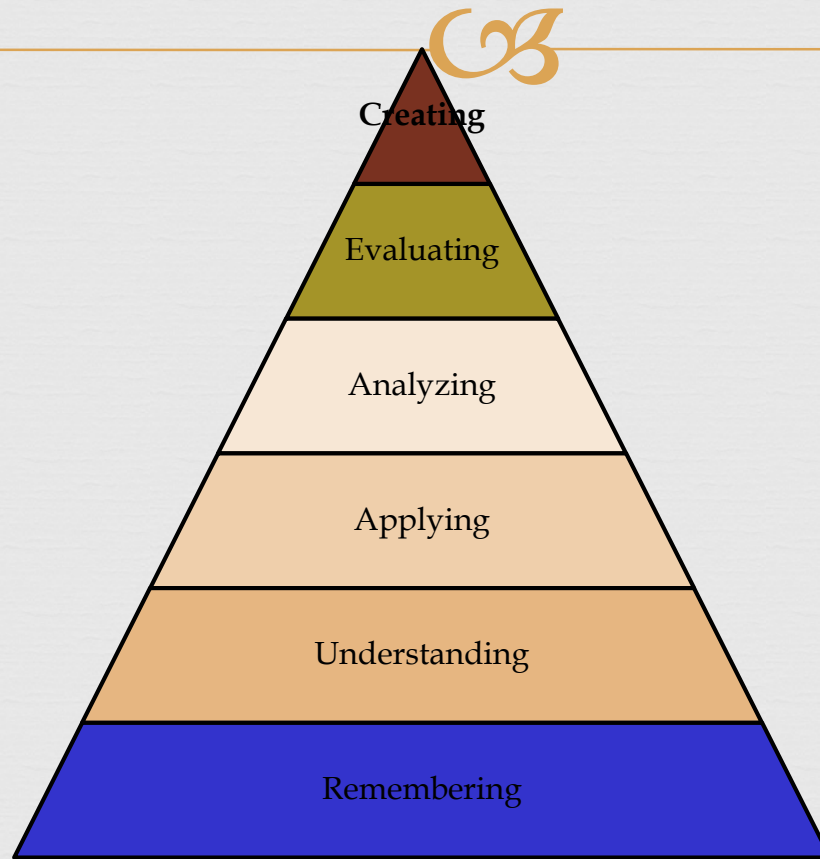 Creating
Evaluating
Analyzing
Applying
Understanding
Remembering